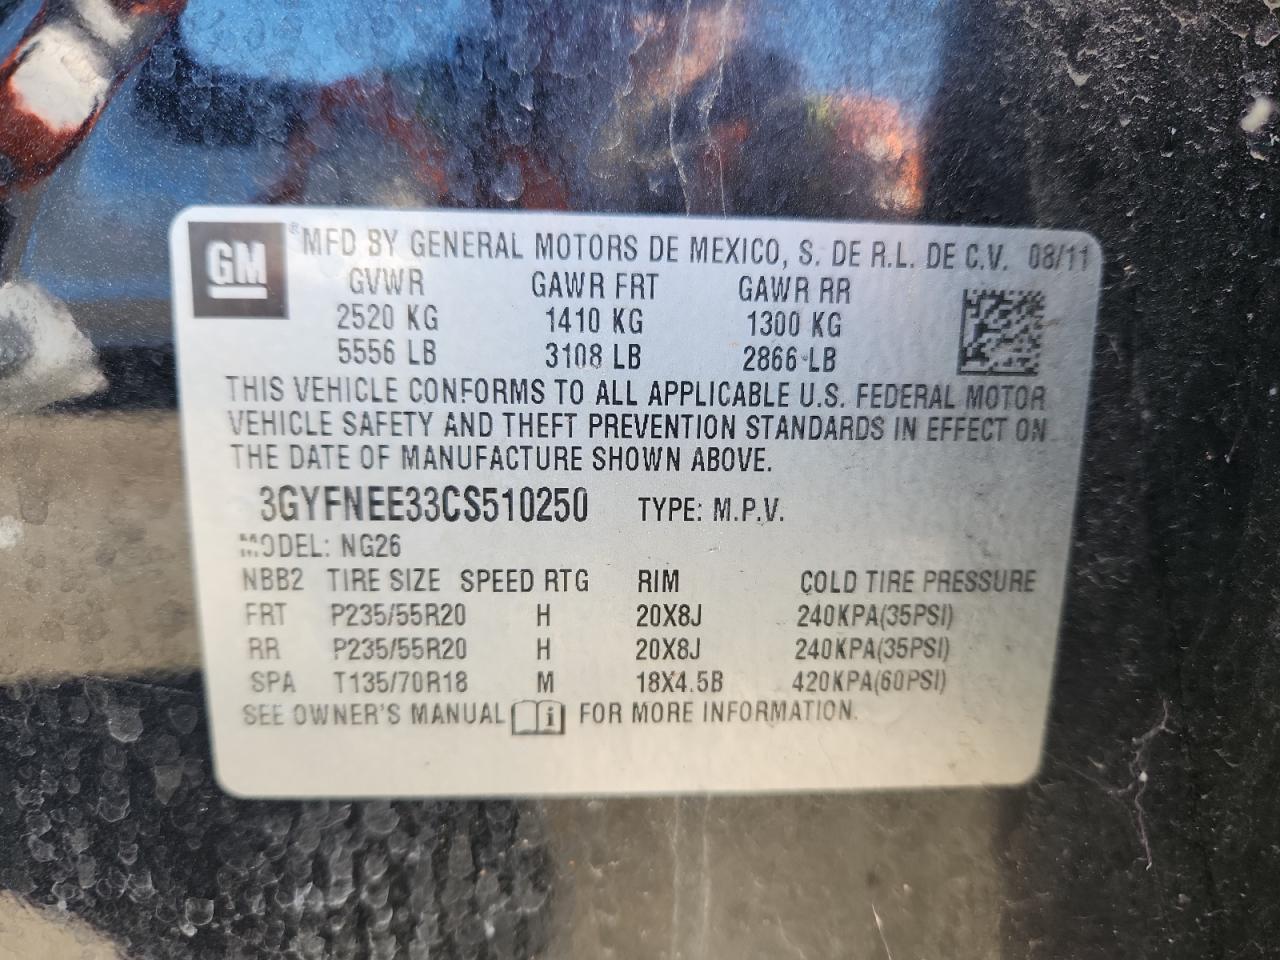 GM ® MFD BY GENERAL MOTORS DE MEXICO, S. DE R.L. DE C.V. 08/11
GVWR GAWR FRT GAWR RR
2520 KG 1410 KG 1300 KG
5556 LB 3108 LB 2866 LB
THIS VEHICLE CONFORMS TO ALL APPLICABLE U.S. FEDERAL MOTOR
VEHICLE SAFETY AND THEFT PREVENTION STANDARDS IN EFFECT ON
THE DATE OF MANUFACTURE SHOWN ABOVE.
3GYFNEE33CS510250 TYPE: M.P.V.
MODEL: NG26
NBB2 TIRE SIZE SPEED RTG RIM COLD TIRE PRESSURE
FRT P235/55R20 H 20X8J 240KPA(35PSI)
RR P235/55R20 H 20X8J 240KPA(35PSI)
SPA T135/70R18 M 18X4.5B 420KPA(60PSI)
SEE OWNER'S MANUAL i FOR MORE INFORMATION.